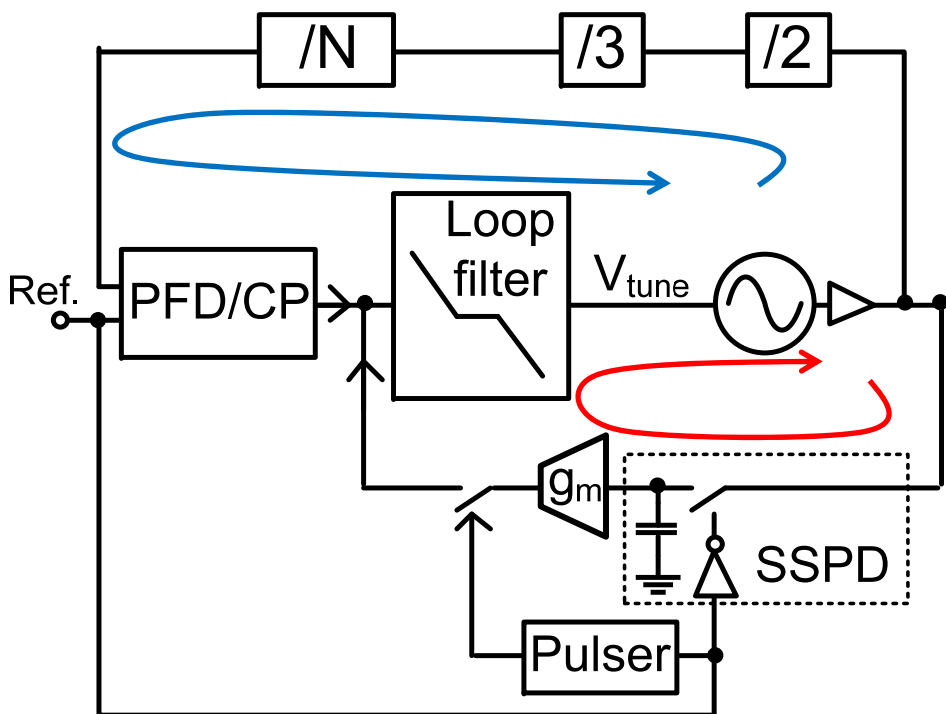 /N
/3
/2
Loop
filter
Ref.
PFD/CP
Vtune
gm
SSPD
Pulser